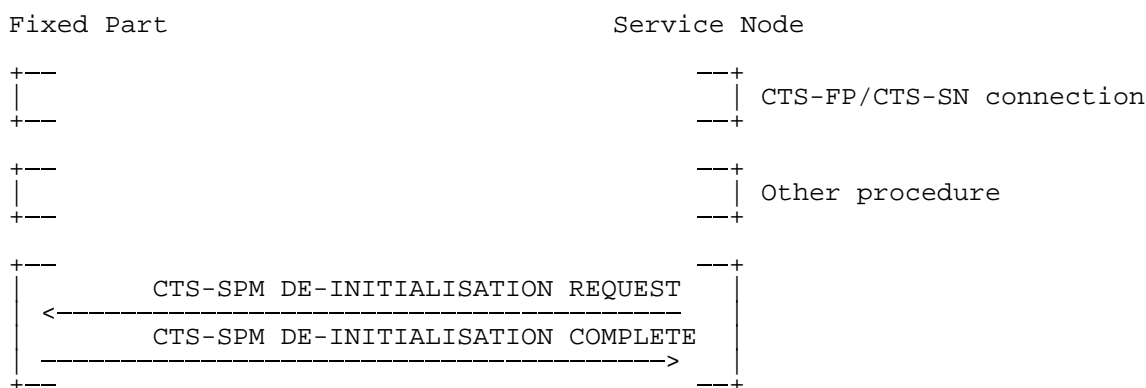 Fixed Part Service Node
CTS-FP/CTS-SN connection
Other procedure
CTS-SPM DE-INITIALISATION REQUEST
CTS-SPM DE-INITIALISATION COMPLETE